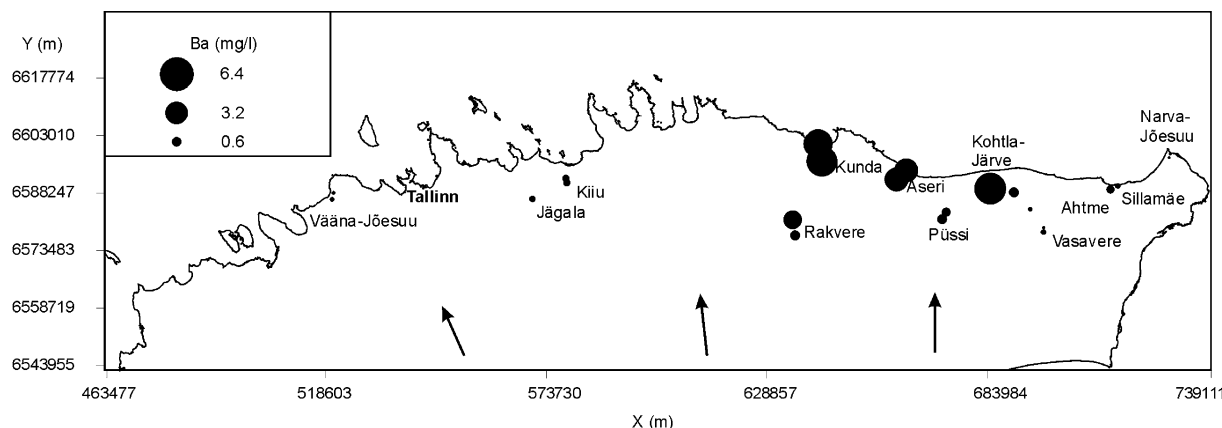 Y (m)
Ba (mg/l)
6.4
3.2
0.6
6617774
6603010
6588247
6573483
6558719
6543955
Narva-
Jõesuu
Kohtla-
Järve
Kunda
Aseri
Tallinn
Kiiu
Jägala
Vääna-Jõesuu
Ahtme
Sillamäe
Rakvere
Püssi
Vasavere
463477
518603
573730
628857
683984
739111
X (m)